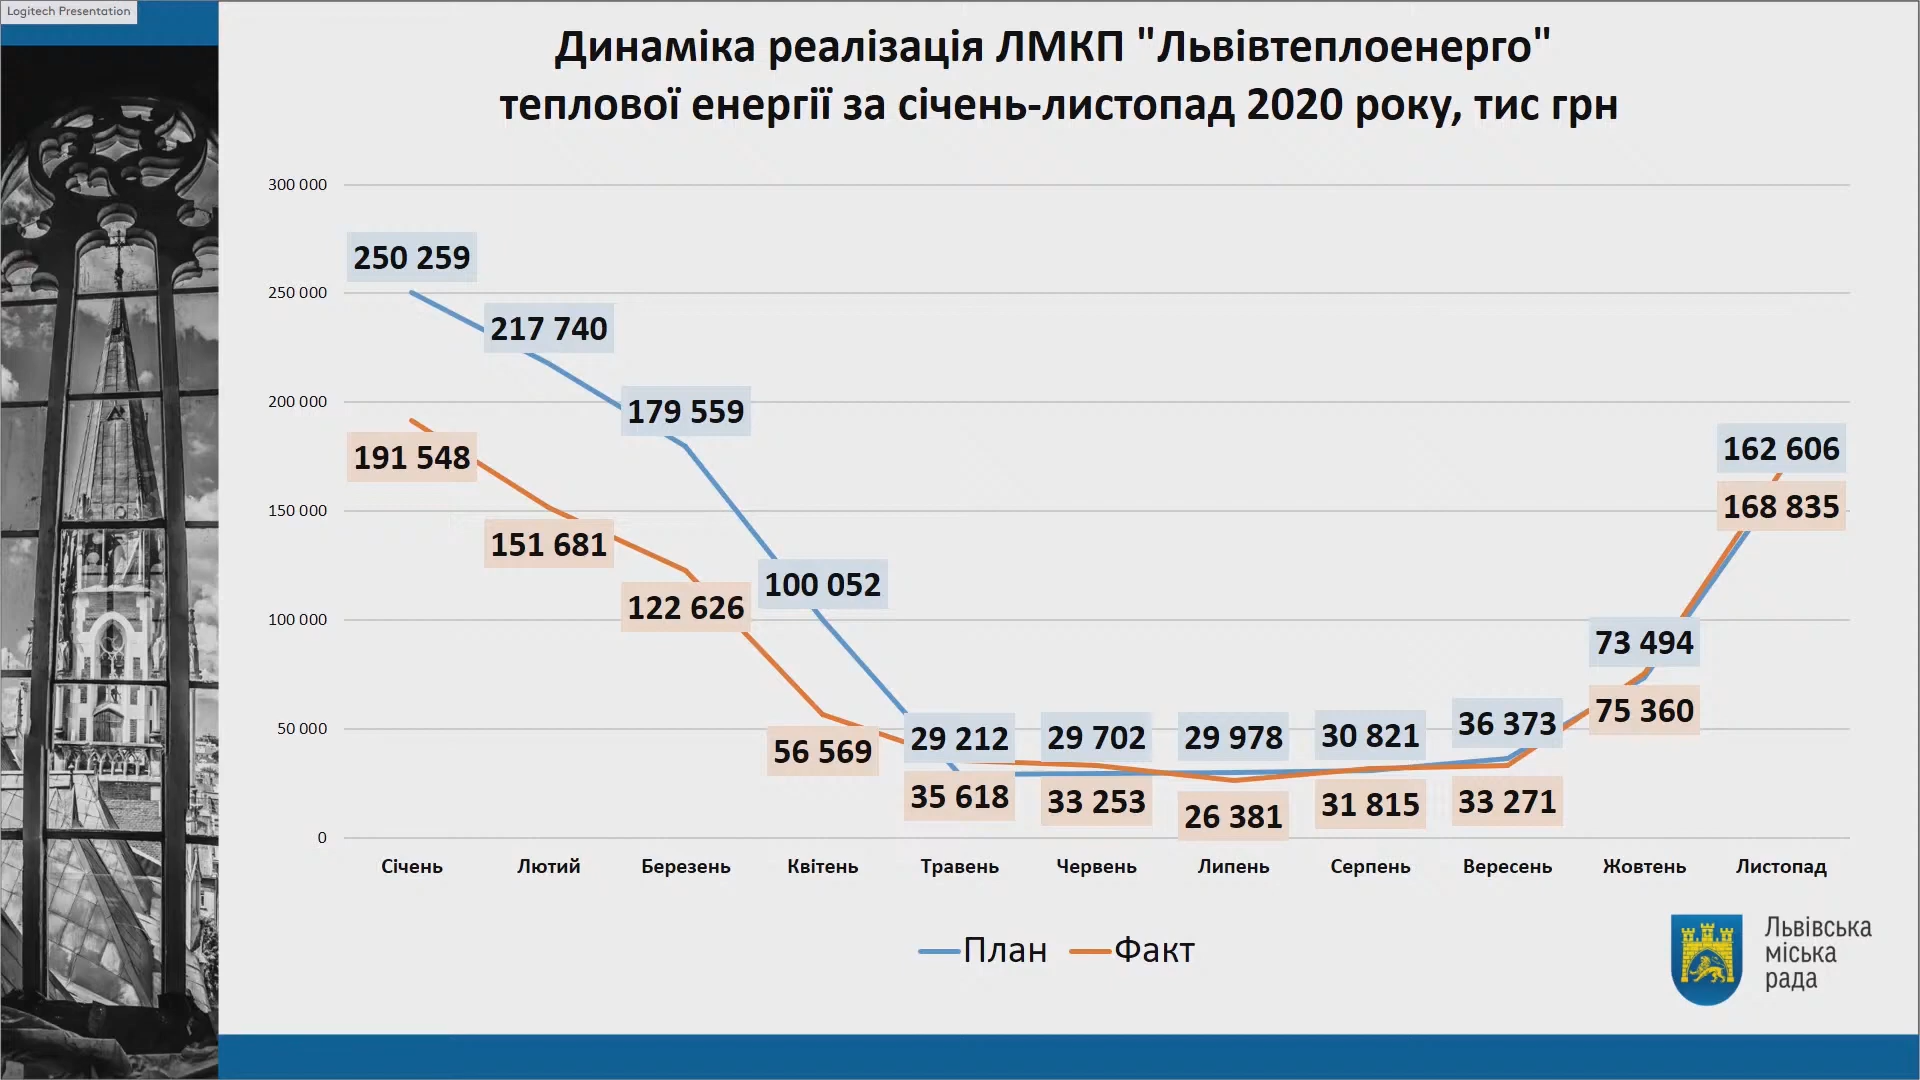 Logitech Presentation
Динаміка реалізація ЛМКП "Львівтеплоенерго"
теплової енергії за січень-листопад 2020 року, тис грн
300 000
250 000
200 000
150 000
100 000
50 000
0
250 259
217 740
179 559
100 052
29 212
29 702
29 978
30 821
36 373
73 494
162 606
191 548
151 681
122 626
56 569
35 618
33 253
26 381
31 815
33 271
75 360
168 835
Січень
Лютий
Березень
Квітень
Травень
Червень
Липень
Серпень
Вересень
Жовтень
Листопад
План
Факт
Львівська
міська
рада